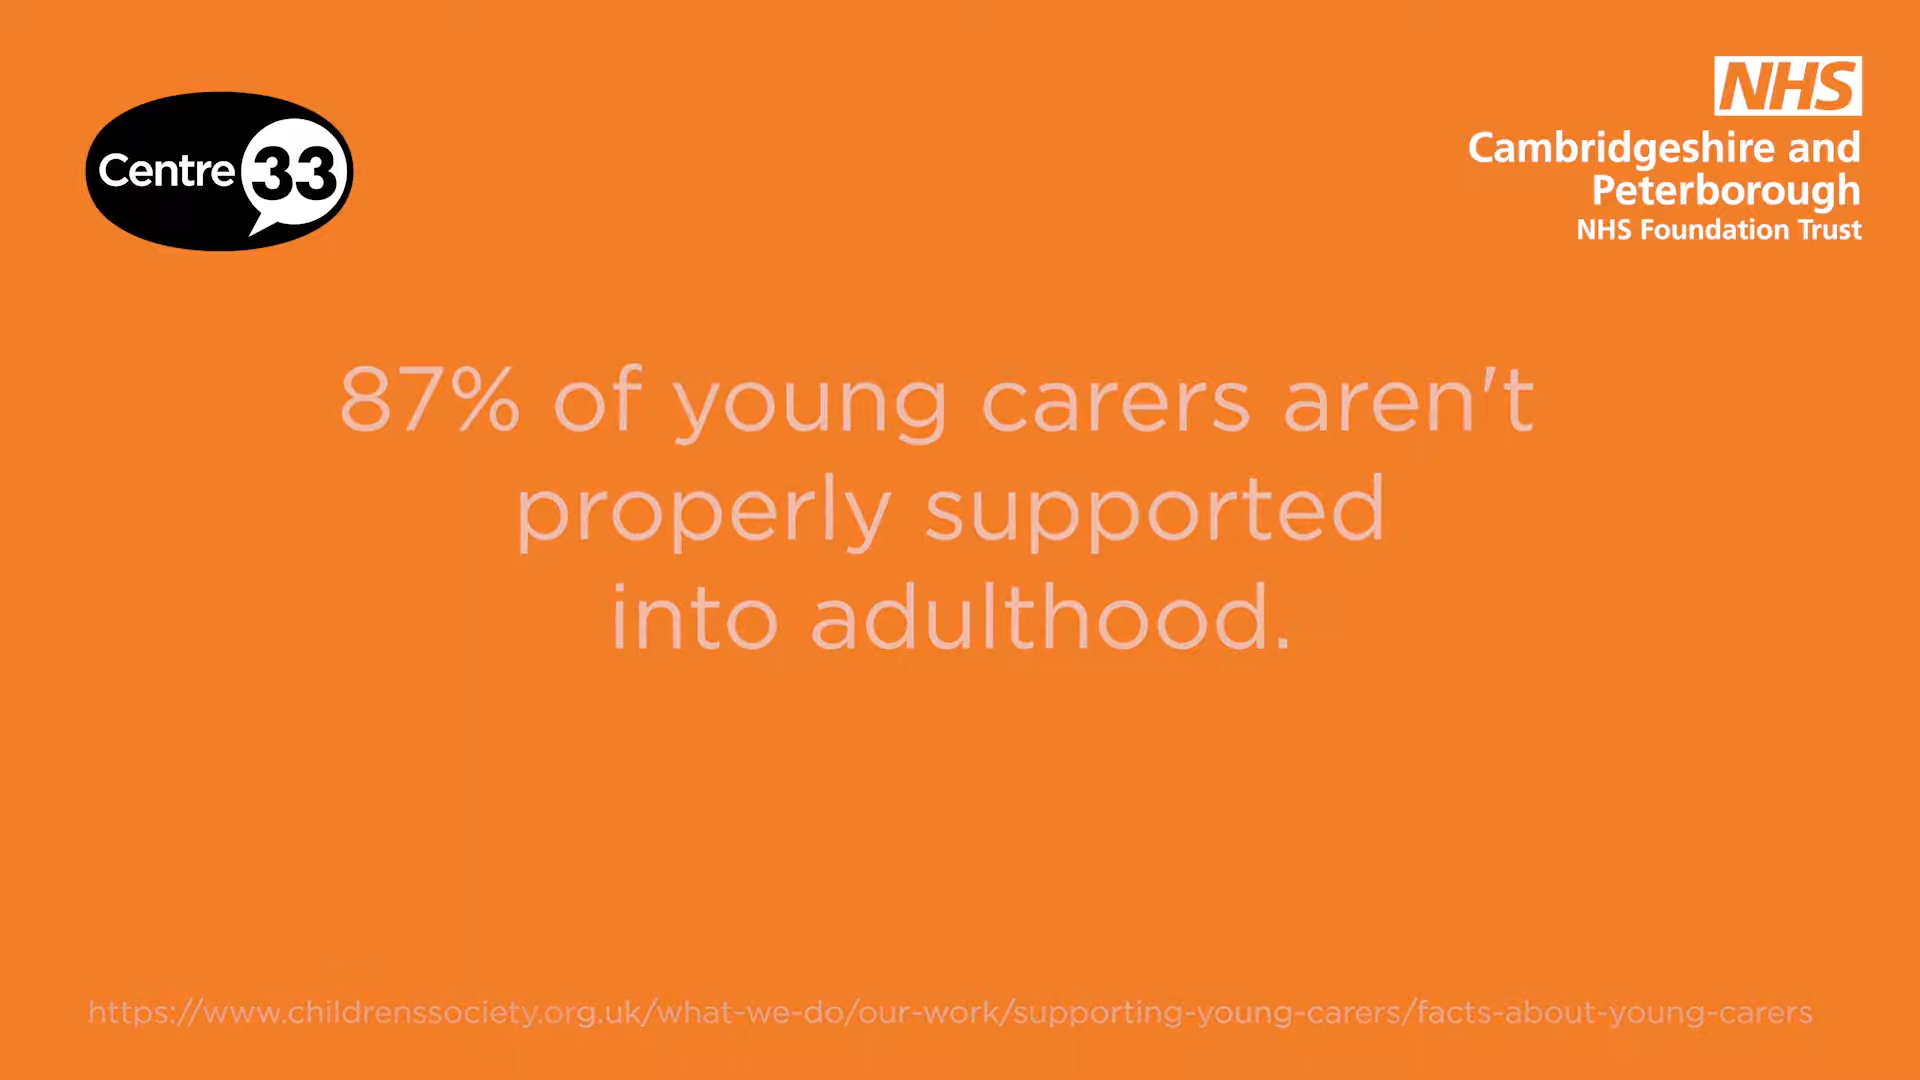 Centre 33
NHS
Cambridgeshire and
Peterborough
NHS Foundation Trust
87% of young carers aren't
properly supported
into adulthood.
https://www.childrenssociety.org.uk/what-we-do/our-work/supporting-young-carers/facts-about-young-carers